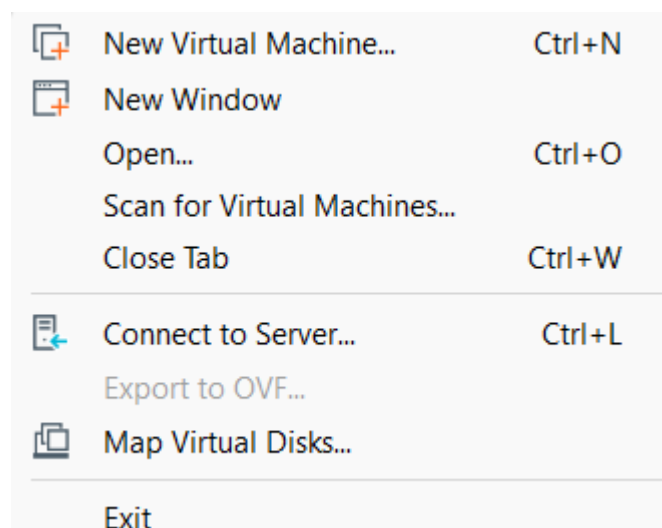 New Virtual Machine... Ctrl+N
New Window
Open... Ctrl+O
Scan for Virtual Machines...
Close Tab Ctrl+W
Connect to Server... Ctrl+L
Export to OVF...
Map Virtual Disks...
Exit